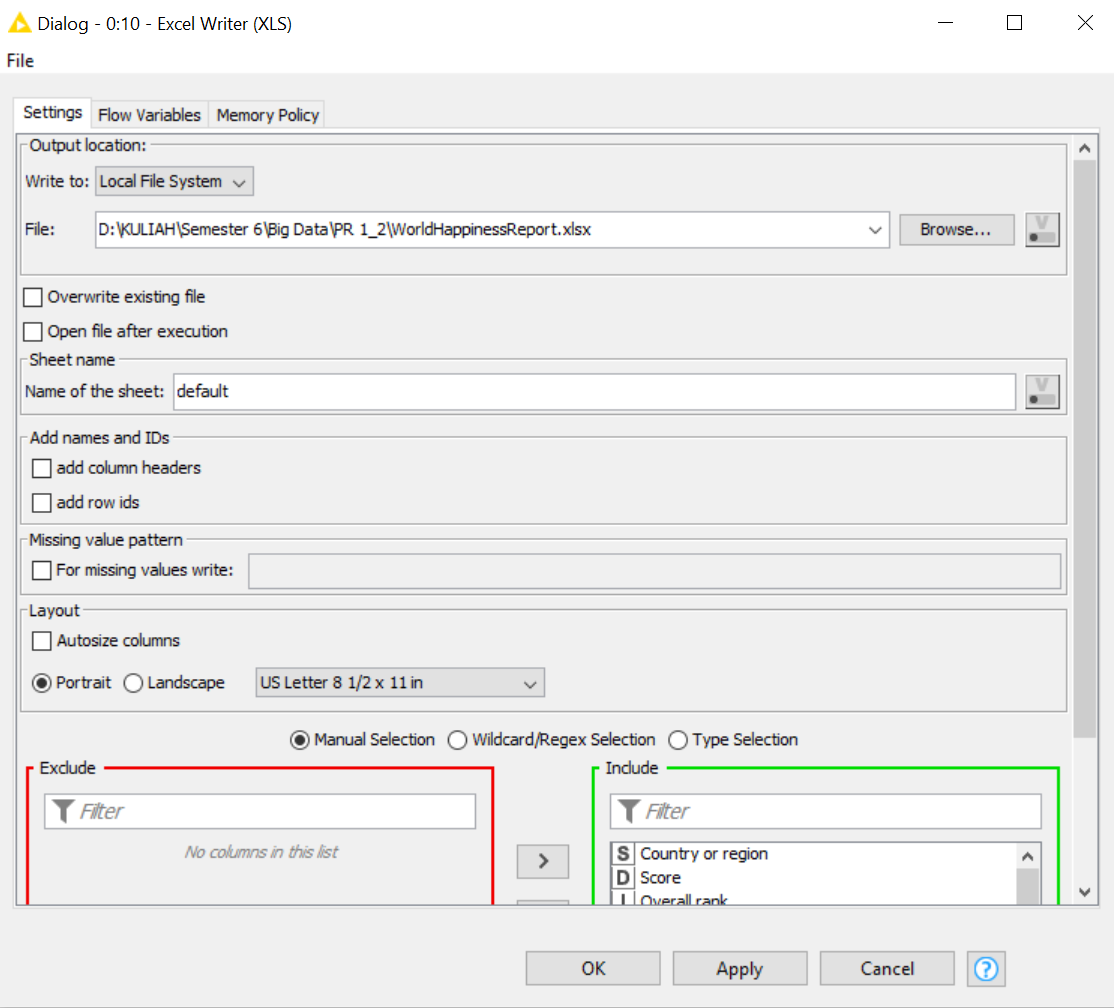 Dialog - 0:10 - Excel Writer (XLS)
File
Settings Flow Variables Memory Policy
Output location:
Write to: Local File System
File: D:\KULIAH\Semester 6\Big Data\PR 1_2\WorldHappinessReport.xlsx Browse... V
Overwrite existing file
Open file after execution
Sheet name
Name of the sheet: default V
Add names and IDs
add column headers
add row ids
Missing value pattern
For missing values write:
Layout
Autosize columns
Portrait Landscape US Letter 8 1/2 x 11 in
Manual Selection Wildcard/Regex Selection Type Selection
Exclude Include
Filter Filter
No columns in this list
S Country or region
D Score
I Overall rank
OK Apply Cancel ?